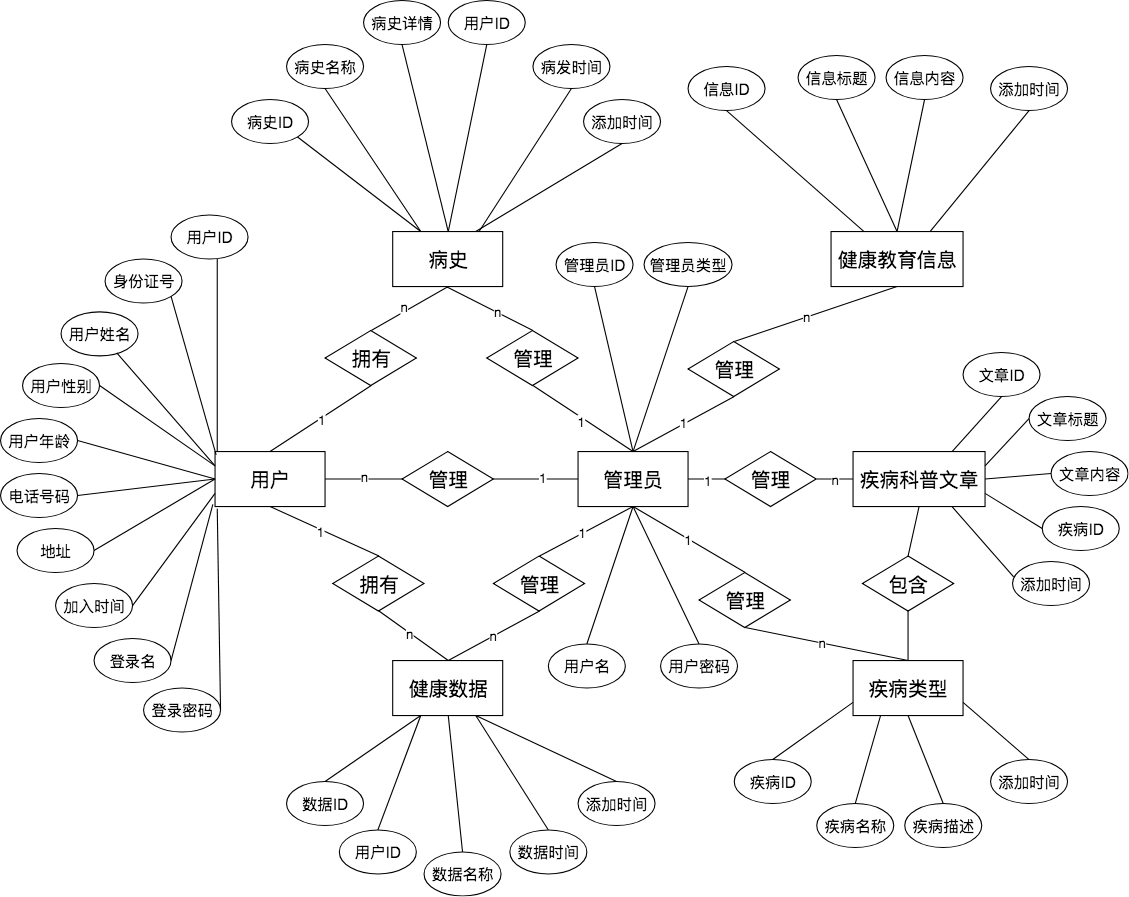 病史详情
用户ID
病史名称
病发时间
病史ID
添加时间
信息ID
信息标题
信息内容
添加时间
用户ID
身份证号
用户姓名
用户性别
用户年龄
电话号码
地址
加入时间
登录名
登录密码
病史
管理员ID
管理员类型
健康教育信息
n
n
n
拥有
管理
管理
1
1
1
文章ID
文章标题
文章内容
疾病ID
添加时间
用户
n
管理
1
管理员
1
管理
n
疾病科普文章
1
1
1
拥有
管理
管理
包含
n
n
n
用户名
用户密码
健康数据
疾病类型
数据ID
用户ID
数据名称
数据时间
添加时间
疾病ID
疾病名称
疾病描述
添加时间